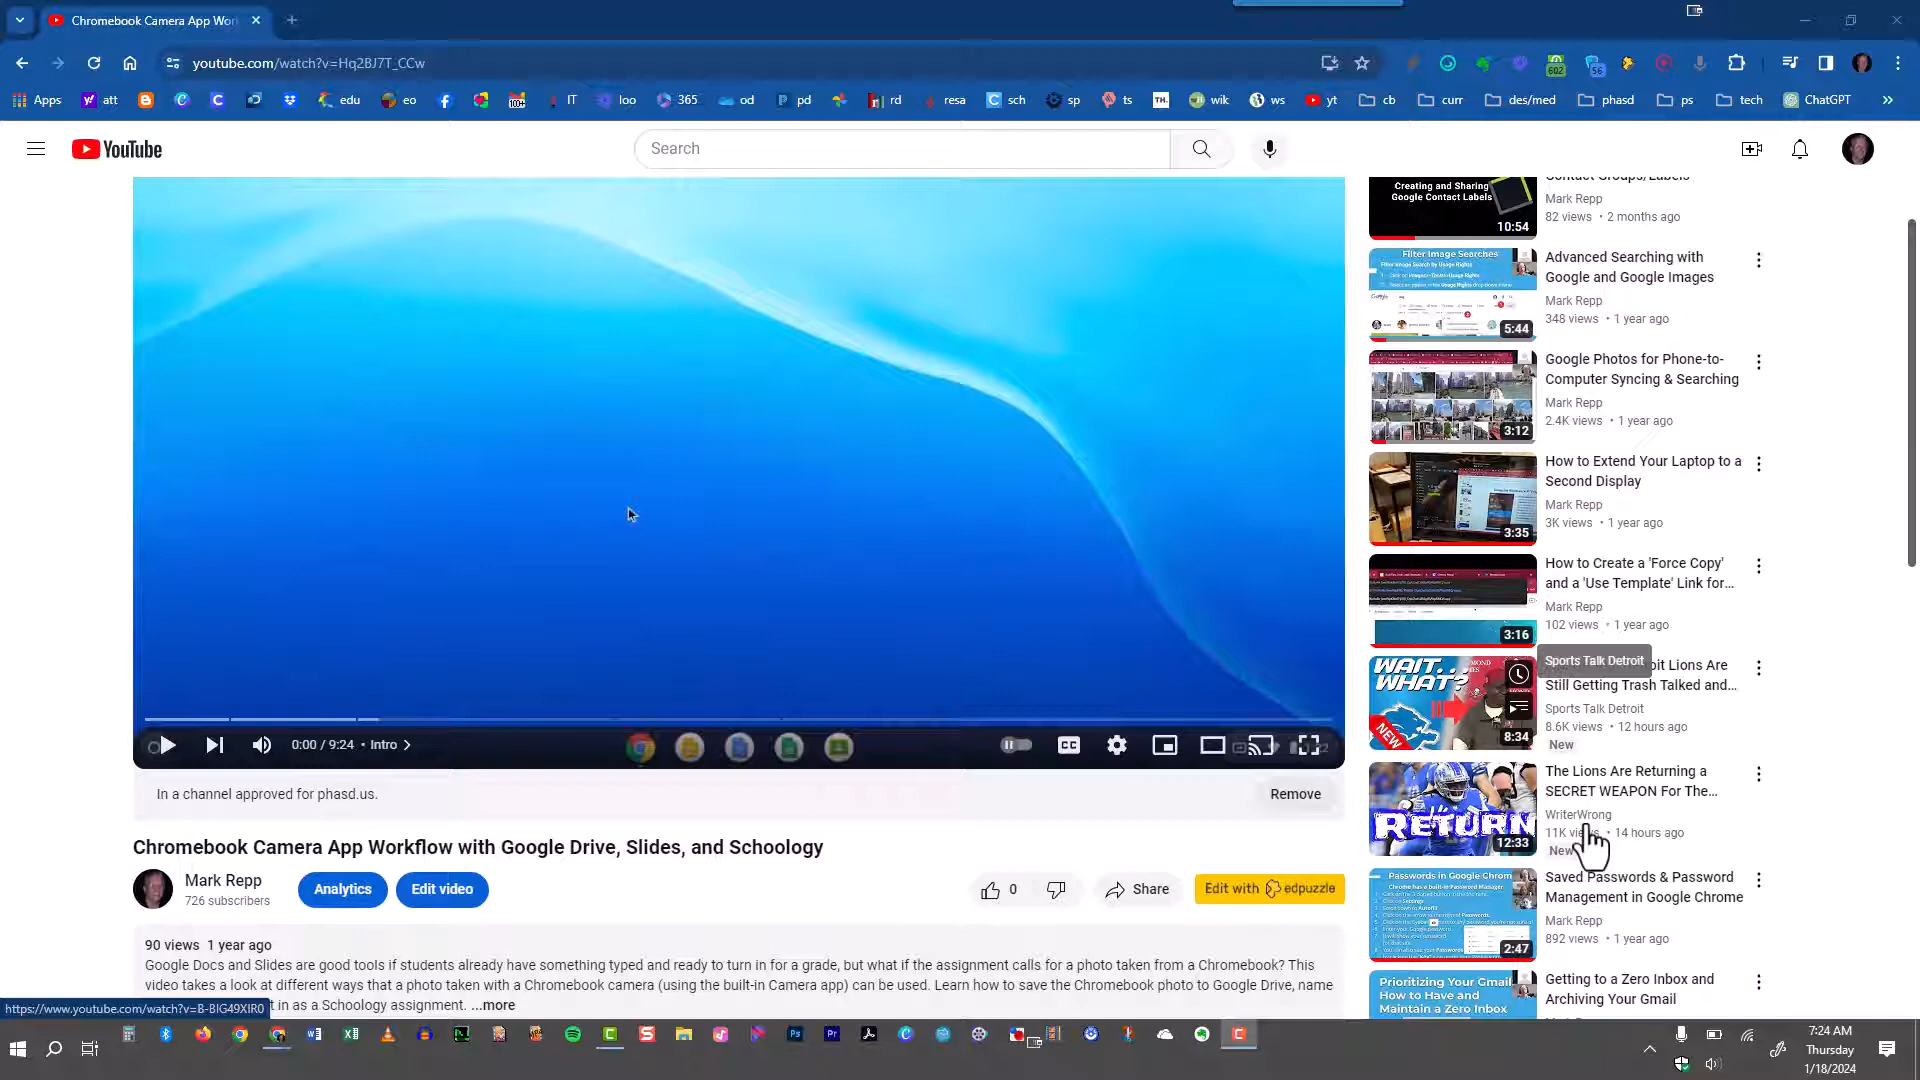 Chromebook Camera App Wor
youtube.com/watch?v=Hq2BJ7T_CCw
602
56
Apps
att
edu
eo
100+
IT
loo
365
od
pd
rd
resa
sch
sp
ts
TH
wik
ws
yt
cb
curr
des/med
phasd
ps
tech
ChatGPT
YouTube
Search
0:00 / 9:24 • Intro
CC
In a channel approved for phasd.us.
Remove
Chromebook Camera App Workflow with Google Drive, Slides, and Schoology
Mark Repp
726 subscribers
Analytics
Edit video
0
Share
Edit with edpuzzle
90 views 1 year ago
Google Docs and Slides are good tools if students already have something typed and ready to turn in for a grade, but what if the assignment calls for a photo taken from a Chromebook? This
video takes a look at different ways that a photo taken with a Chromebook camera (using the built-in Camera app) can be used. Learn how to save the Chromebook photo to Google Drive, name
t in as a Schoology assignment. ...more
https://www.youtube.com/watch?v=B-BIG49XIR0
Creating and Sharing
Google Contact Labels
10:54
Contact Groups/Labels
Mark Repp
82 views • 2 months ago
Filter Image Searches
5:44
Advanced Searching with
Google and Google Images
Mark Repp
348 views • 1 year ago
3:12
Google Photos for Phone-to-
Computer Syncing & Searching
Mark Repp
2.4K views • 1 year ago
3:35
How to Extend Your Laptop to a
Second Display
Mark Repp
3K views • 1 year ago
3:16
How to Create a 'Force Copy'
and a 'Use Template' Link for...
Mark Repp
102 views • 1 year ago
Sports Talk Detroit
WAIT...
WHAT?
NEW
8:34
oit Lions Are
Still Getting Trash Talked and...
Sports Talk Detroit
8.6K views • 12 hours ago
New
RETURN
12:33
The Lions Are Returning a
SECRET WEAPON For The...
WriterWrong
11K views • 14 hours ago
New
Passwords in Google Chrom
2:47
Saved Passwords & Password
Management in Google Chrome
Mark Repp
892 views • 1 year ago
Prioritizing Your Gmail
How to Have and
Maintain a Zero Inbox
Getting to a Zero Inbox and
Archiving Your Gmail
7:24 AM
Thursday
1/18/2024